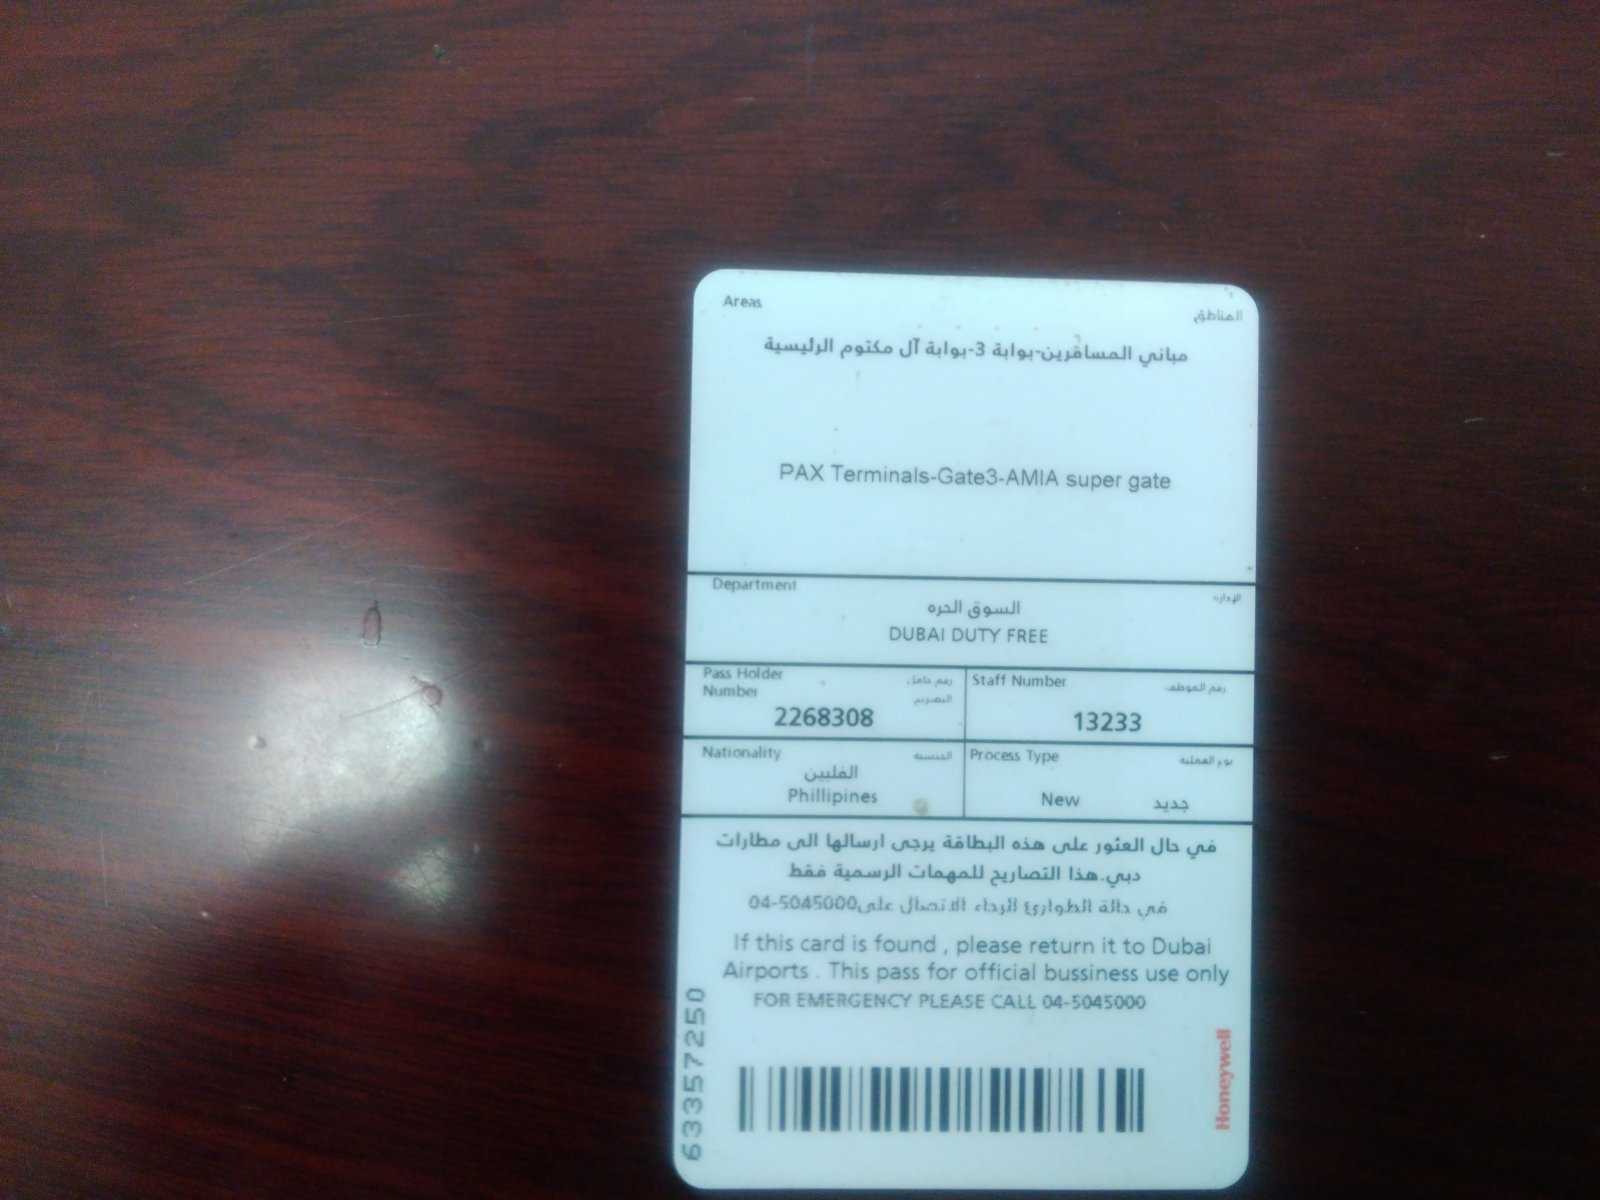 Areas المناطق
مباني المسافرين-بوابة 3-بوابة آل مكتوم الرئيسية
PAX Terminals-Gate3-AMIA super gate
Department الإدارة
السوق الحره
DUBAI DUTY FREE
Pass Holder Number رقم حامل التصريح
2268308
Staff Number رقم الموظف
13233
Nationality الجنسية
الفلبين
Phillipines
Process Type نوع العملية
New جديد
في حال العثور على هذه البطاقة يرجى ارسالها الى مطارات
دبي.هذا التصاريح للمهمات الرسمية فقط
في حالة الطوارئ الرجاء الاتصال على04-5045000
If this card is found , please return it to Dubai
Airports . This pass for official bussiness use only
FOR EMERGENCY PLEASE CALL 04-5045000
63357250
Honeywell